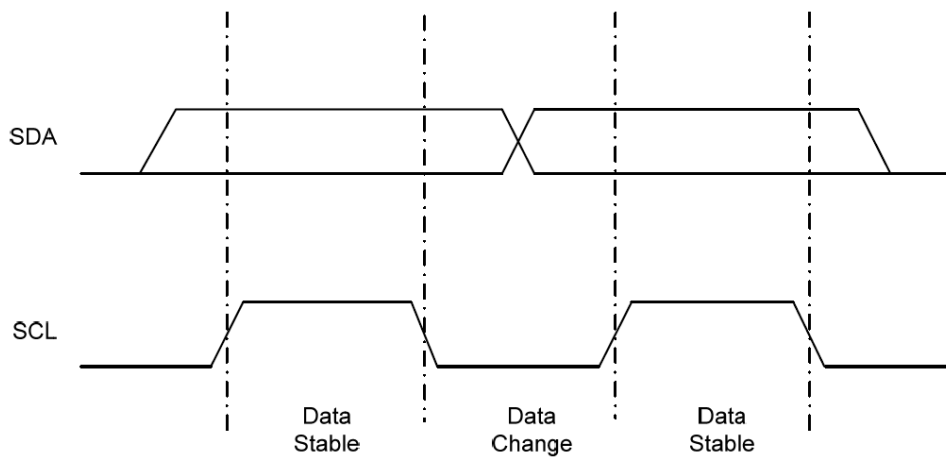 SDA
SCL
Data
Stable
Data
Change
Data
Stable